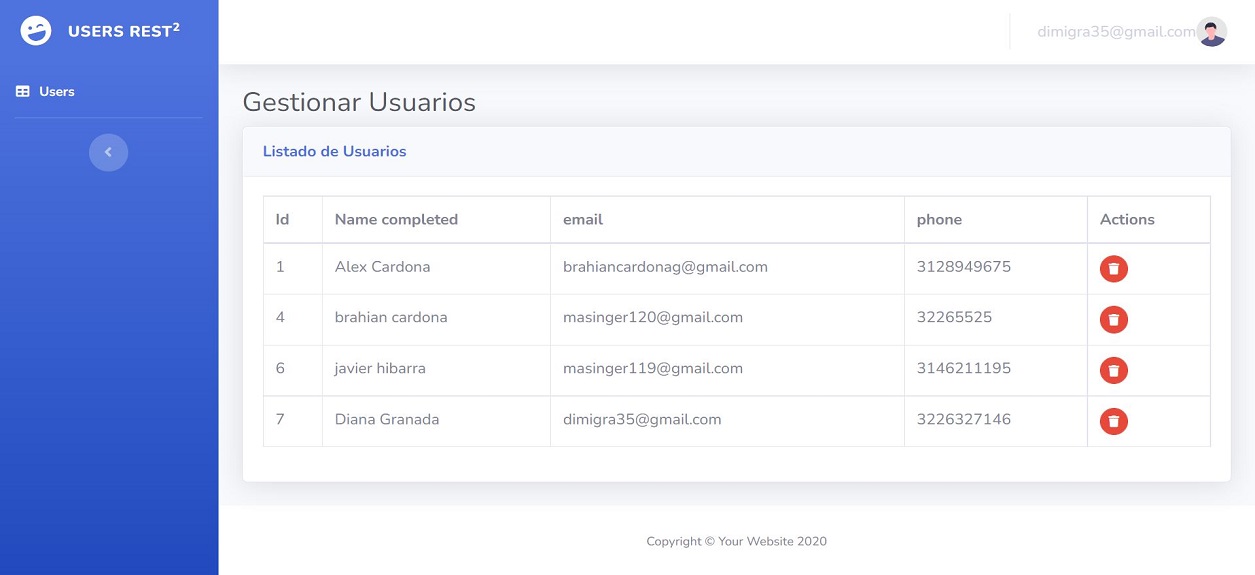 USERS REST²
dimigra35@gmail.com
Users
Gestionar Usuarios
Listado de Usuarios
Id Name completed email phone Actions
1 Alex Cardona brahiancardonag@gmail.com 3128949675
4 brahian cardona masinger120@gmail.com 32265525
6 javier hibarra masinger119@gmail.com 3146211195
7 Diana Granada dimigra35@gmail.com 3226327146
Copyright © Your Website 2020